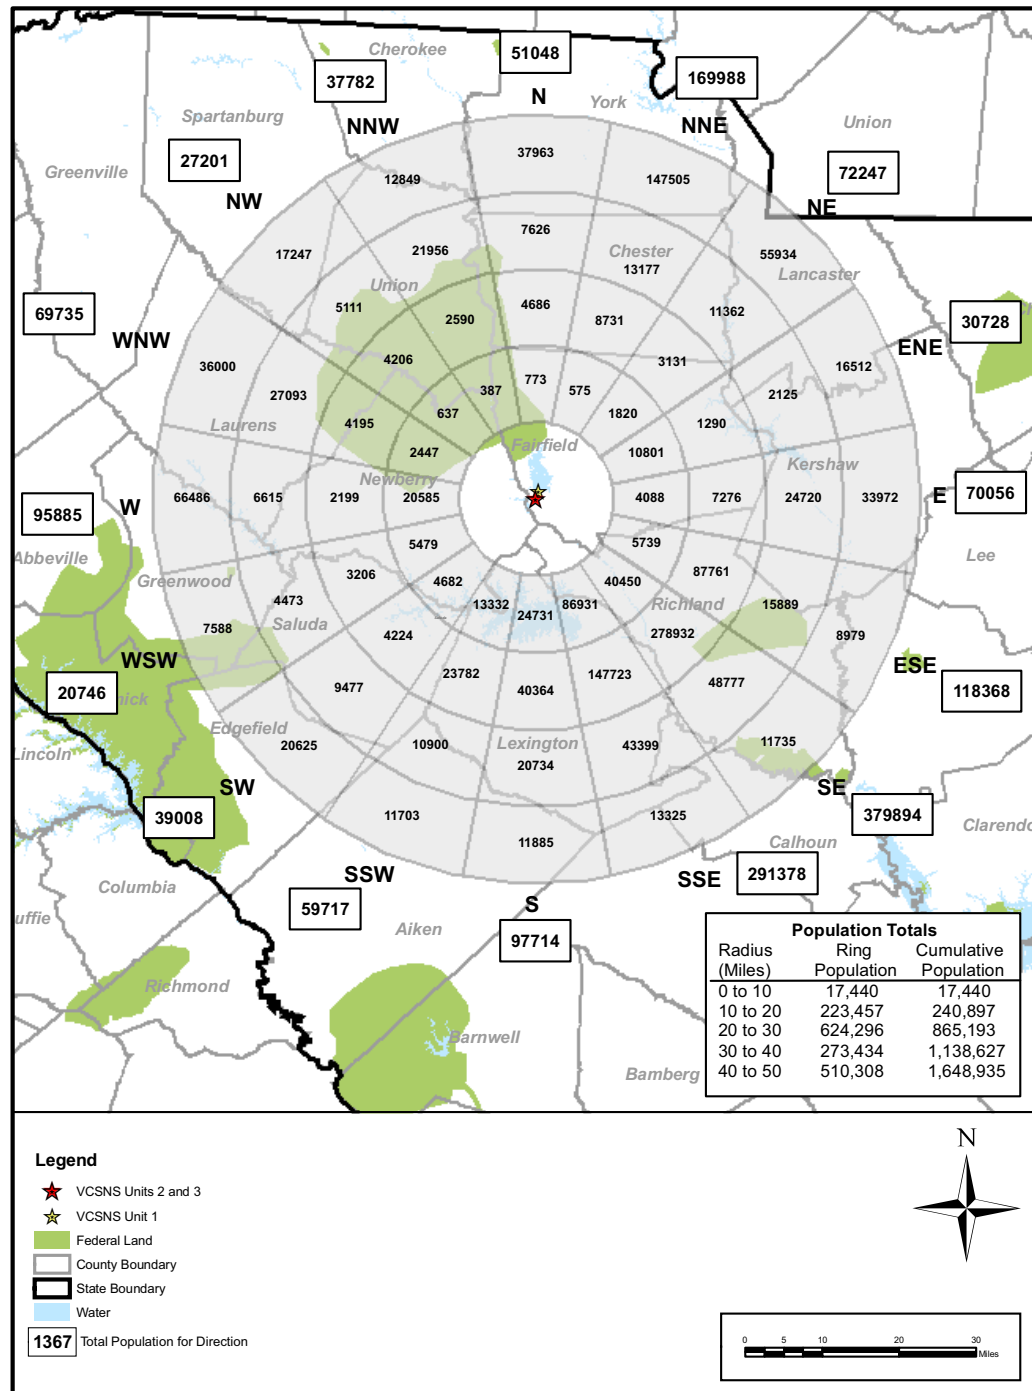 Cherokee
51048
37782
169988
N
York
Spartanburg
NNW
NNE
Union
37963
27201
Greenville
72247
12849
147505
NW
NE
7626
17247
21956
Chester
55934
13177
Lancaster
Union
5111
4686
11362
69735
2590
8731
30728
WNW
ENE
4206
3131
36000
16512
773
27093
387
575
2125
637
1820
Laurens
4195
1290
Fairfield
2447
10801
Kershaw
Newberry
66486
6615
2199
20585
4088
7276
24720
33972
E
70056
W
95885
5479
5739
Abbeville
Lee
3206
87761
Greenwood
4682
40450
4473
13332
24731
86931
Richland
15889
7588
Saluda
4224
278932
8979
WSW
ESE
23782
147723
20746
mick
9477
40364
48777
118368
Edgefield
20625
10900
Lexington
43399
11735
Lincoln
20734
SW
SE
39008
11703
13325
379894
Clarendo
11885
Calhoun
SSW
SSE
291378
Columbia
59717
S
uffie
Aiken
97714
Richmond
Barnwell
Bamberg
Population Totals
Radius Ring Cumulative
(Miles) Population Population
0 to 10 17,440 17,440
10 to 20 223,457 240,897
20 to 30 624,296 865,193
30 to 40 273,434 1,138,627
40 to 50 510,308 1,648,935
N
Legend
VCSNS Units 2 and 3
VCSNS Unit 1
Federal Land
County Boundary
State Boundary
Water
1367 Total Population for Direction
0 5 10 20 30
Miles